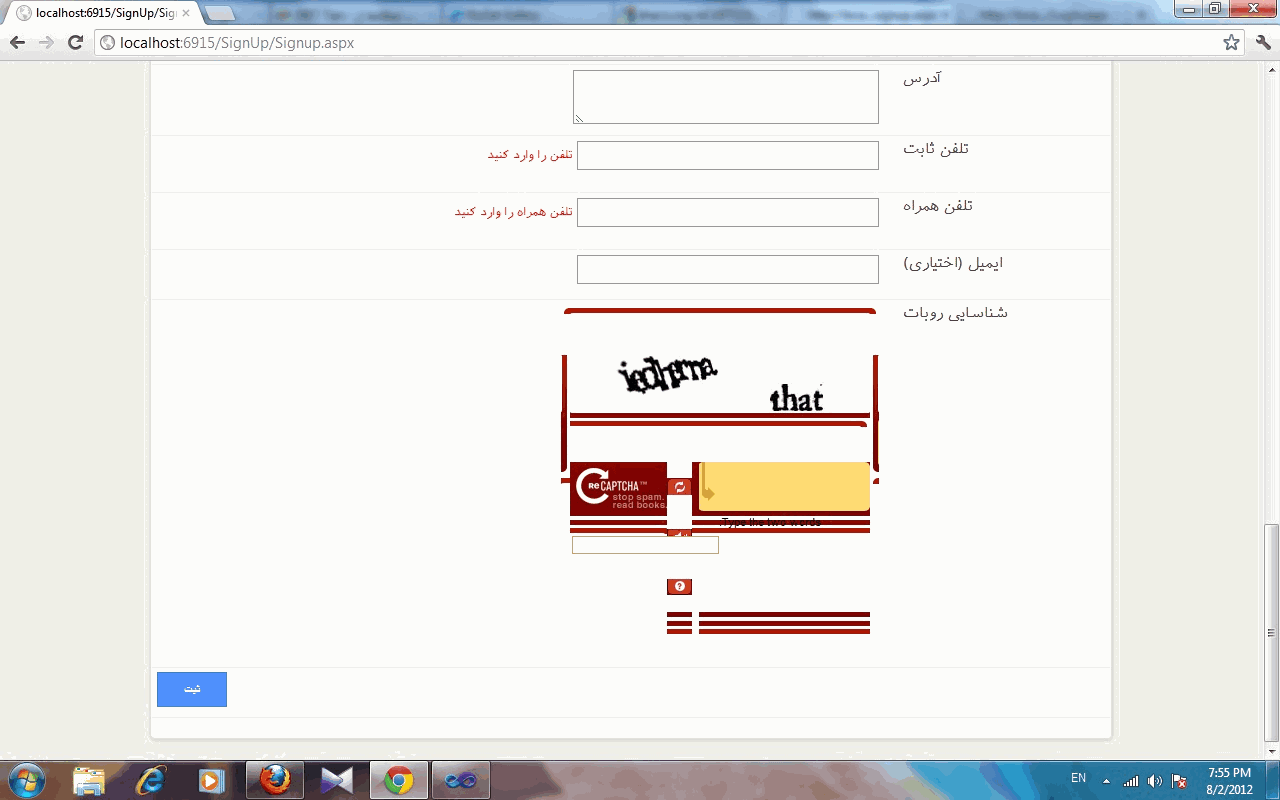 localhost:6915/SignUp/Sig
localhost:6915/SignUp/Signup.aspx
آدرس
تلفن ثابت
تلفن را وارد کنید
تلفن همراه
تلفن همراه را وارد کنید
ایمیل (اختیاری)
شناسایی روبات
that
reCAPTCHA™
stop spam.
read books.
Type the two words
ثبت
EN
7:55 PM
8/2/2012